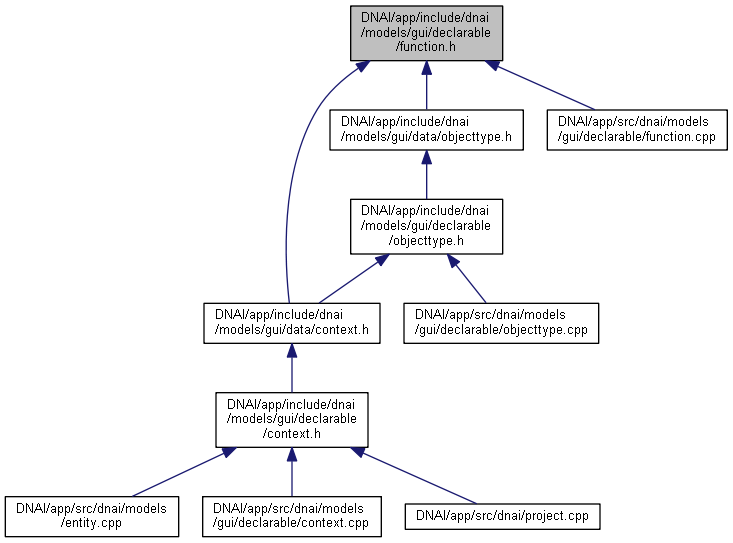 DNAI/app/include/dnai
/models/gui/declarable
/function.h
DNAI/app/include/dnai
/models/gui/data/objecttype.h
DNAI/app/src/dnai/models
/gui/declarable/function.cpp
DNAI/app/include/dnai
/models/gui/declarable
/objecttype.h
DNAI/app/include/dnai
/models/gui/data/context.h
DNAI/app/src/dnai/models
/gui/declarable/objecttype.cpp
DNAI/app/include/dnai
/models/gui/declarable
/context.h
DNAI/app/src/dnai/models
/entity.cpp
DNAI/app/src/dnai/models
/gui/declarable/context.cpp
DNAI/app/src/dnai/project.cpp